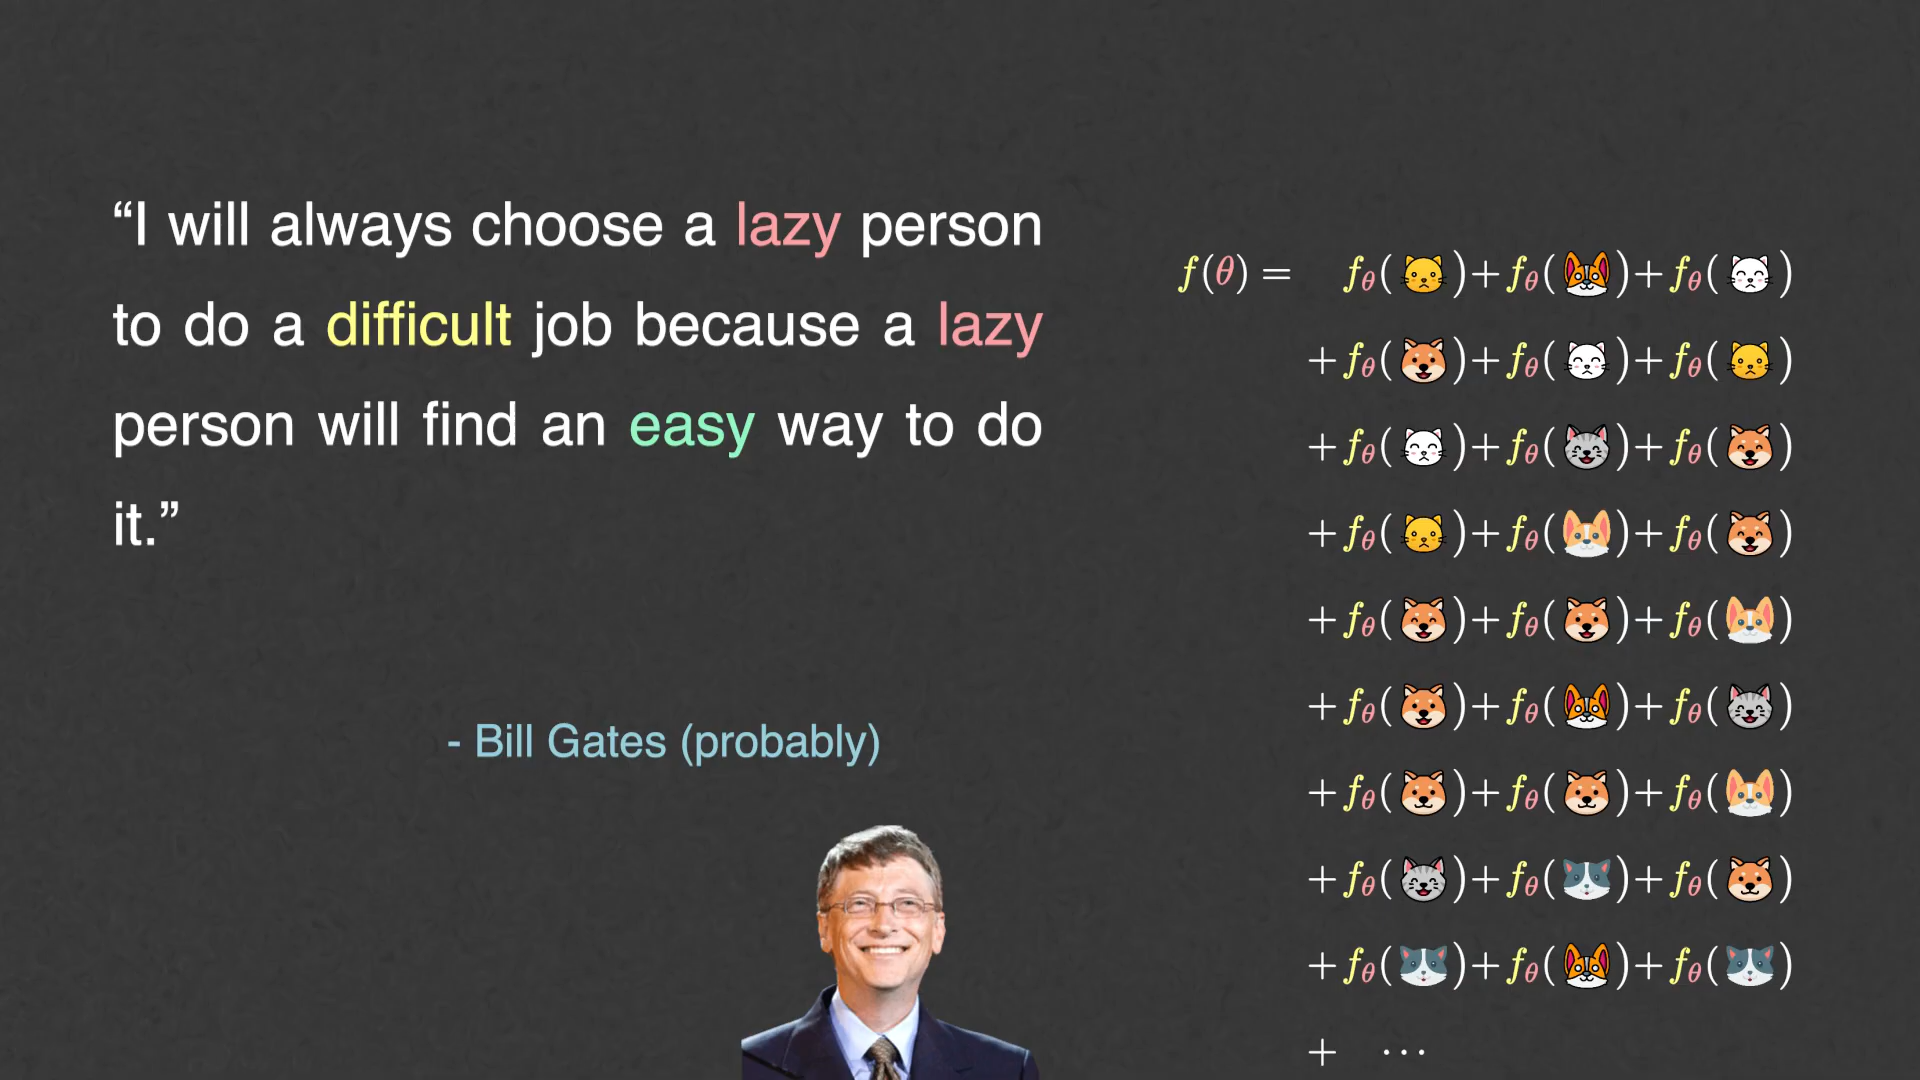 “I will always choose a lazy person
to do a difficult job because a lazy
person will find an easy way to do
it.”
- Bill Gates (probably)
f(θ) = fθ( )+fθ( )+fθ( )
+fθ( )+fθ( )+fθ( )
+fθ( )+fθ( )+fθ( )
+fθ( )+fθ( )+fθ( )
+fθ( )+fθ( )+fθ( )
+fθ( )+fθ( )+fθ( )
+fθ( )+fθ( )+fθ( )
+fθ( )+fθ( )+fθ( )
+fθ( )+fθ( )+fθ( )
+ ···